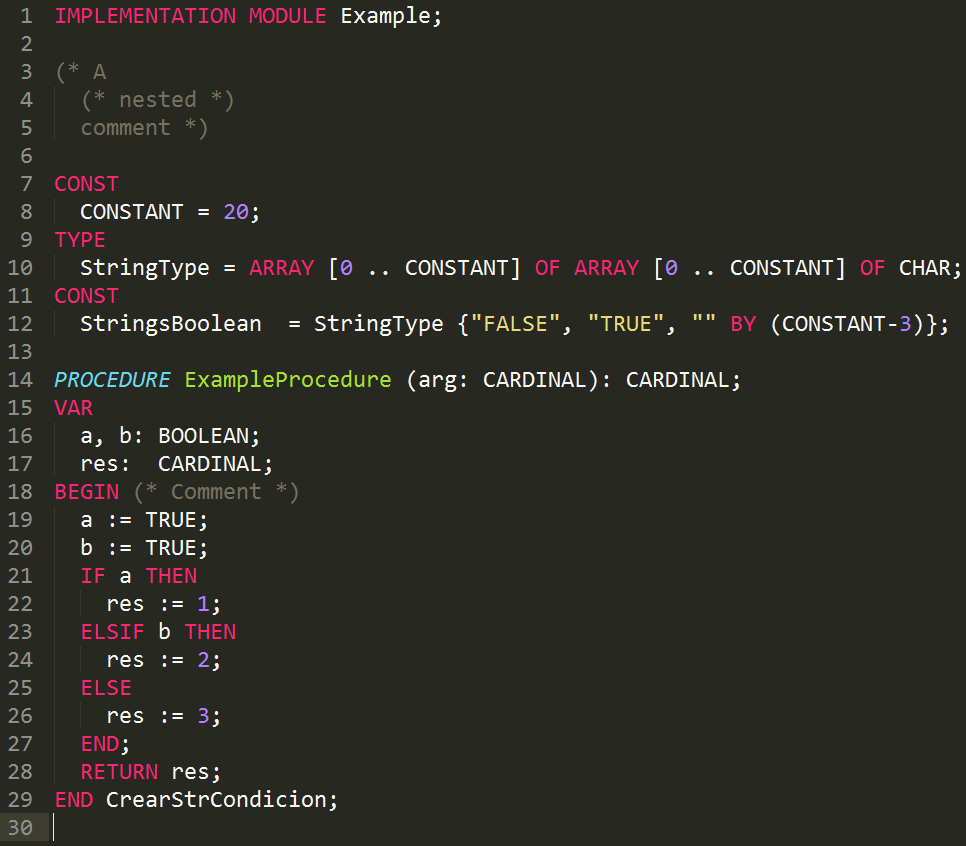 1 IMPLEMENTATION MODULE Example;
2
3 (* A
4   (* nested *)
5   comment *)
6
7 CONST
8   CONSTANT = 20;
9 TYPE
10   StringType = ARRAY [0 .. CONSTANT] OF ARRAY [0 .. CONSTANT] OF CHAR;
11 CONST
12   StringsBoolean  = StringType {"FALSE", "TRUE", "" BY (CONSTANT-3)};
13
14 PROCEDURE ExampleProcedure (arg: CARDINAL): CARDINAL;
15 VAR
16   a, b: BOOLEAN;
17   res:  CARDINAL;
18 BEGIN (* Comment *)
19   a := TRUE;
20   b := TRUE;
21   IF a THEN
22     res := 1;
23   ELSIF b THEN
24     res := 2;
25   ELSE
26     res := 3;
27   END;
28   RETURN res;
29 END CrearStrCondicion;
30